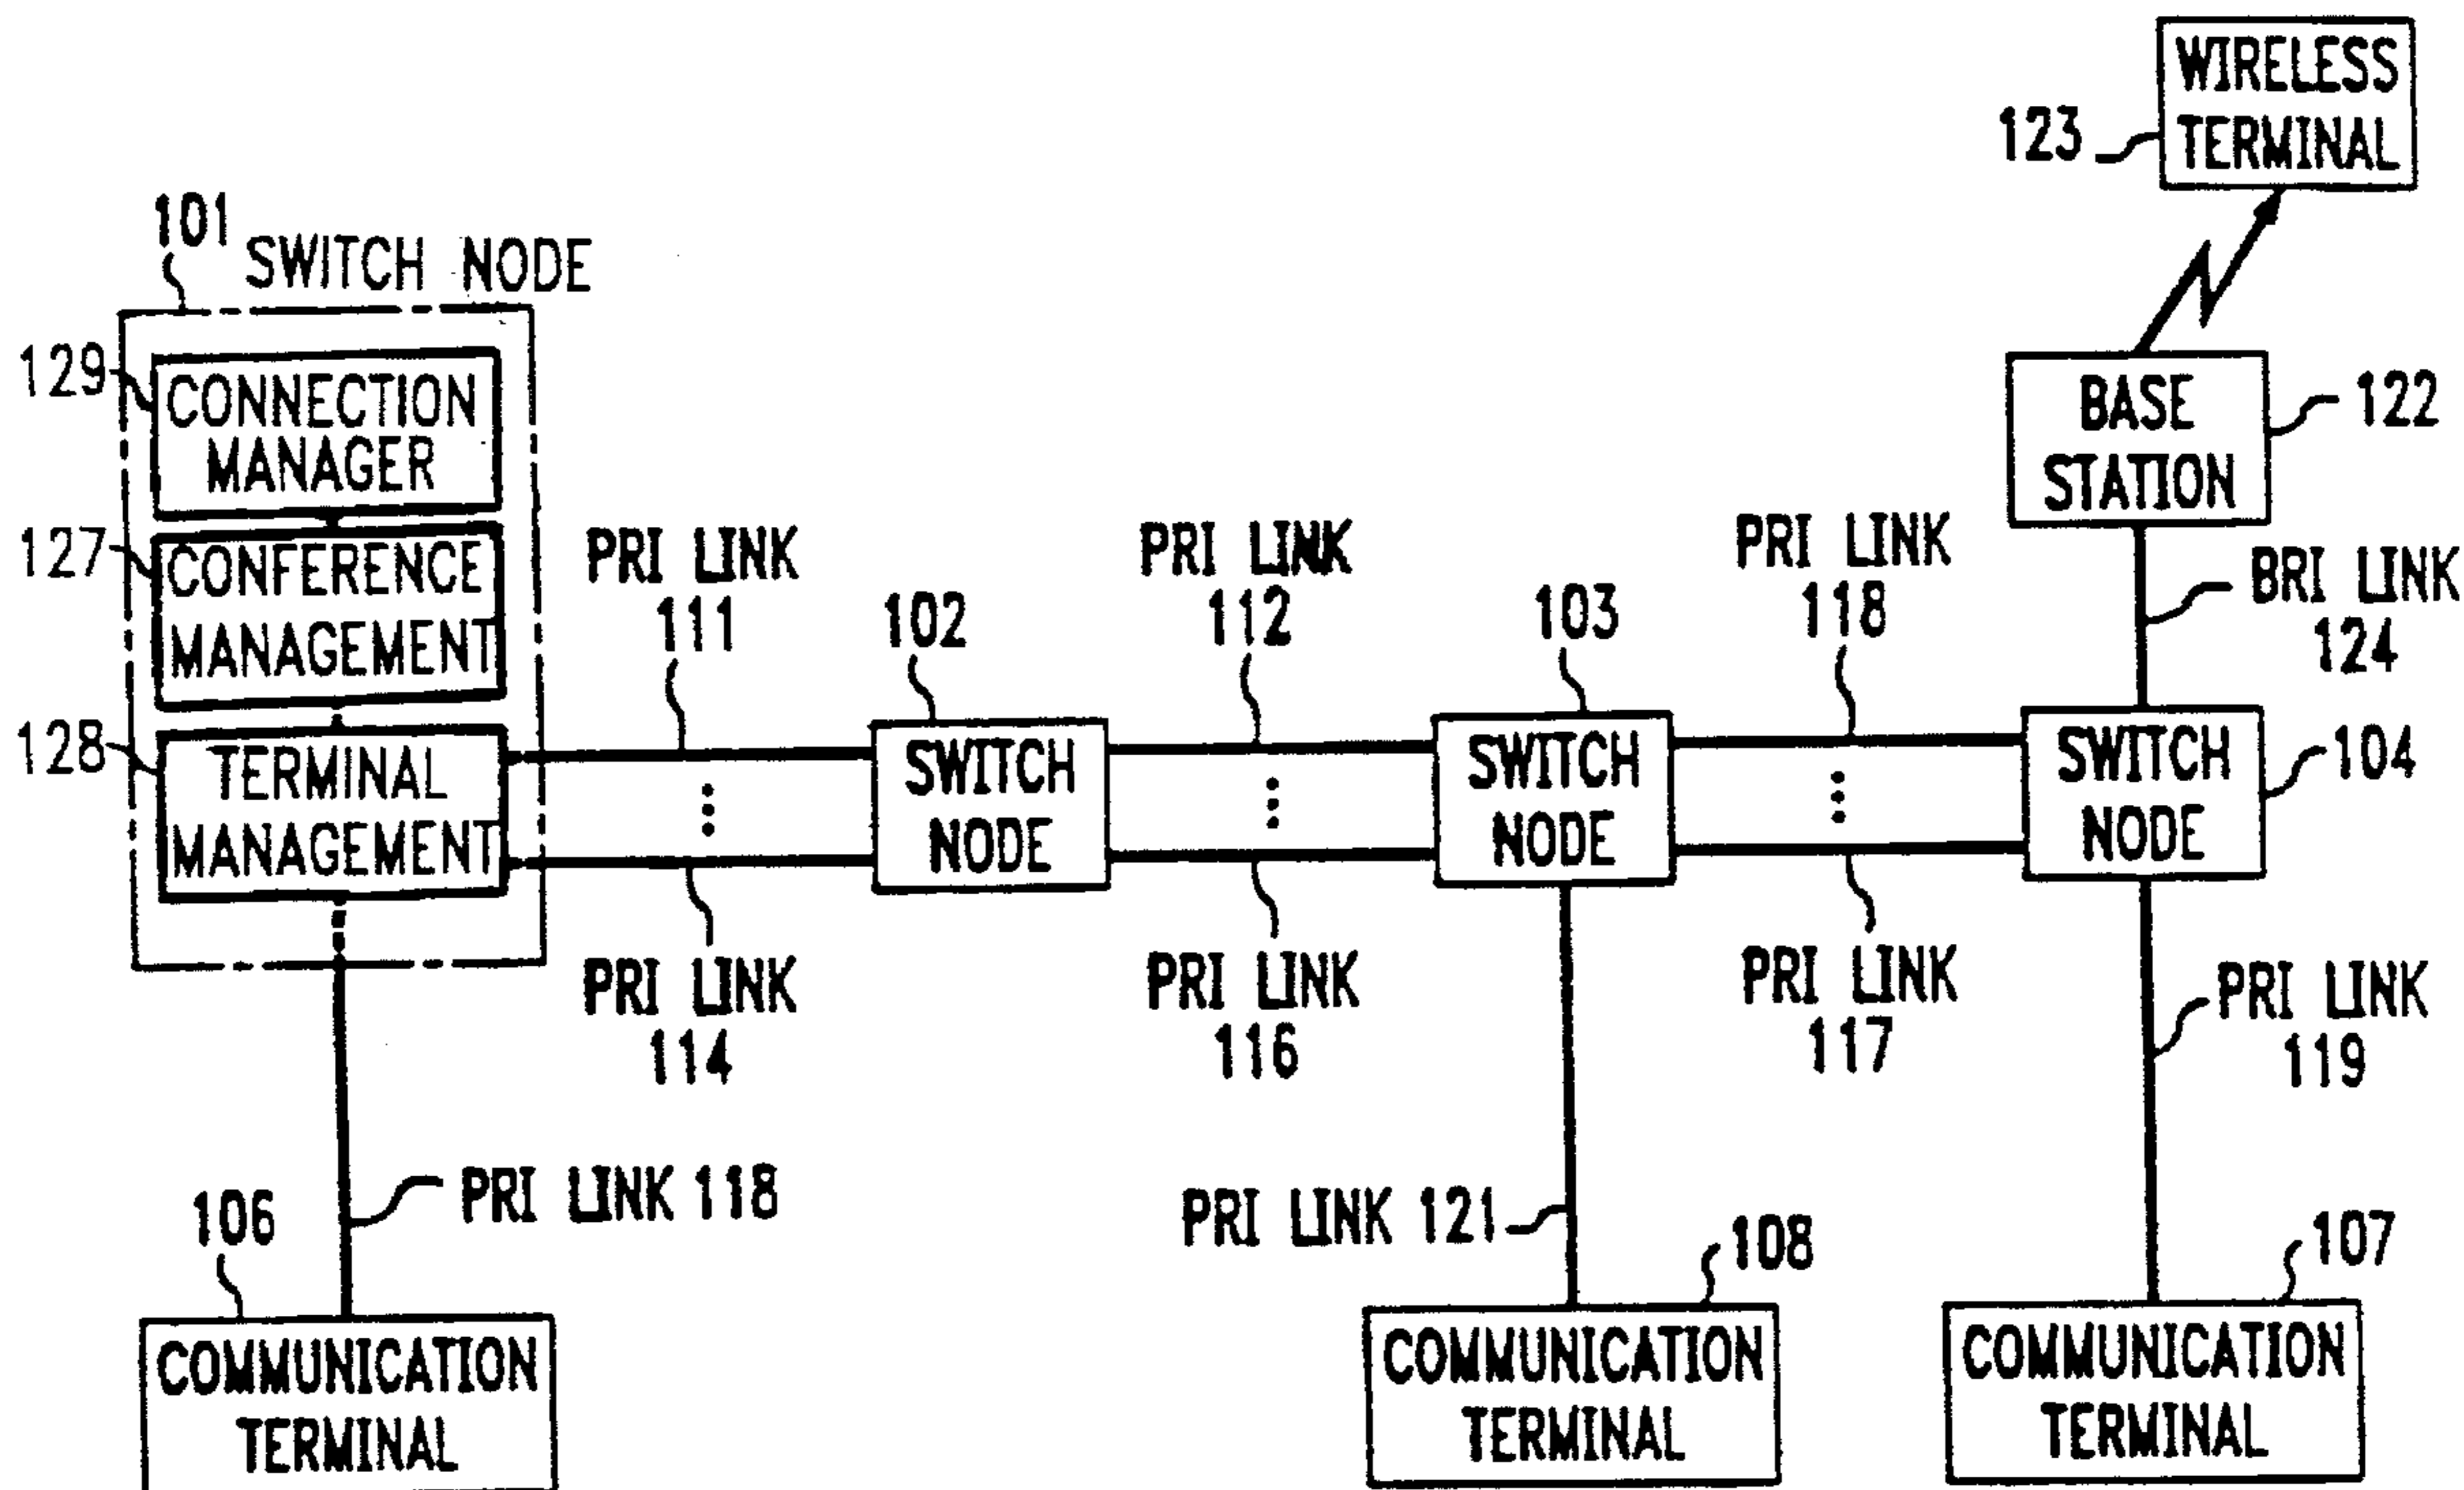 WIRELESS
TERMINAL
123
101
SWITCH NODE
129
CONNECTION
MANAGER
BASE
STATION
122
127
CONFERENCE
MANAGEMENT
PRI LINK
111
PRI LINK
112
PRI LINK
118
BRI LINK
124
102
103
128
TERMINAL
MANAGEMENT
SWITCH
NODE
SWITCH
NODE
SWITCH
NODE
104
PRI LINK
114
PRI LINK
116
PRI LINK
117
PRI LINK
119
106
PRI LINK 118
PRI LINK 121
108
107
COMMUNICATION
TERMINAL
COMMUNICATION
TERMINAL
COMMUNICATION
TERMINAL